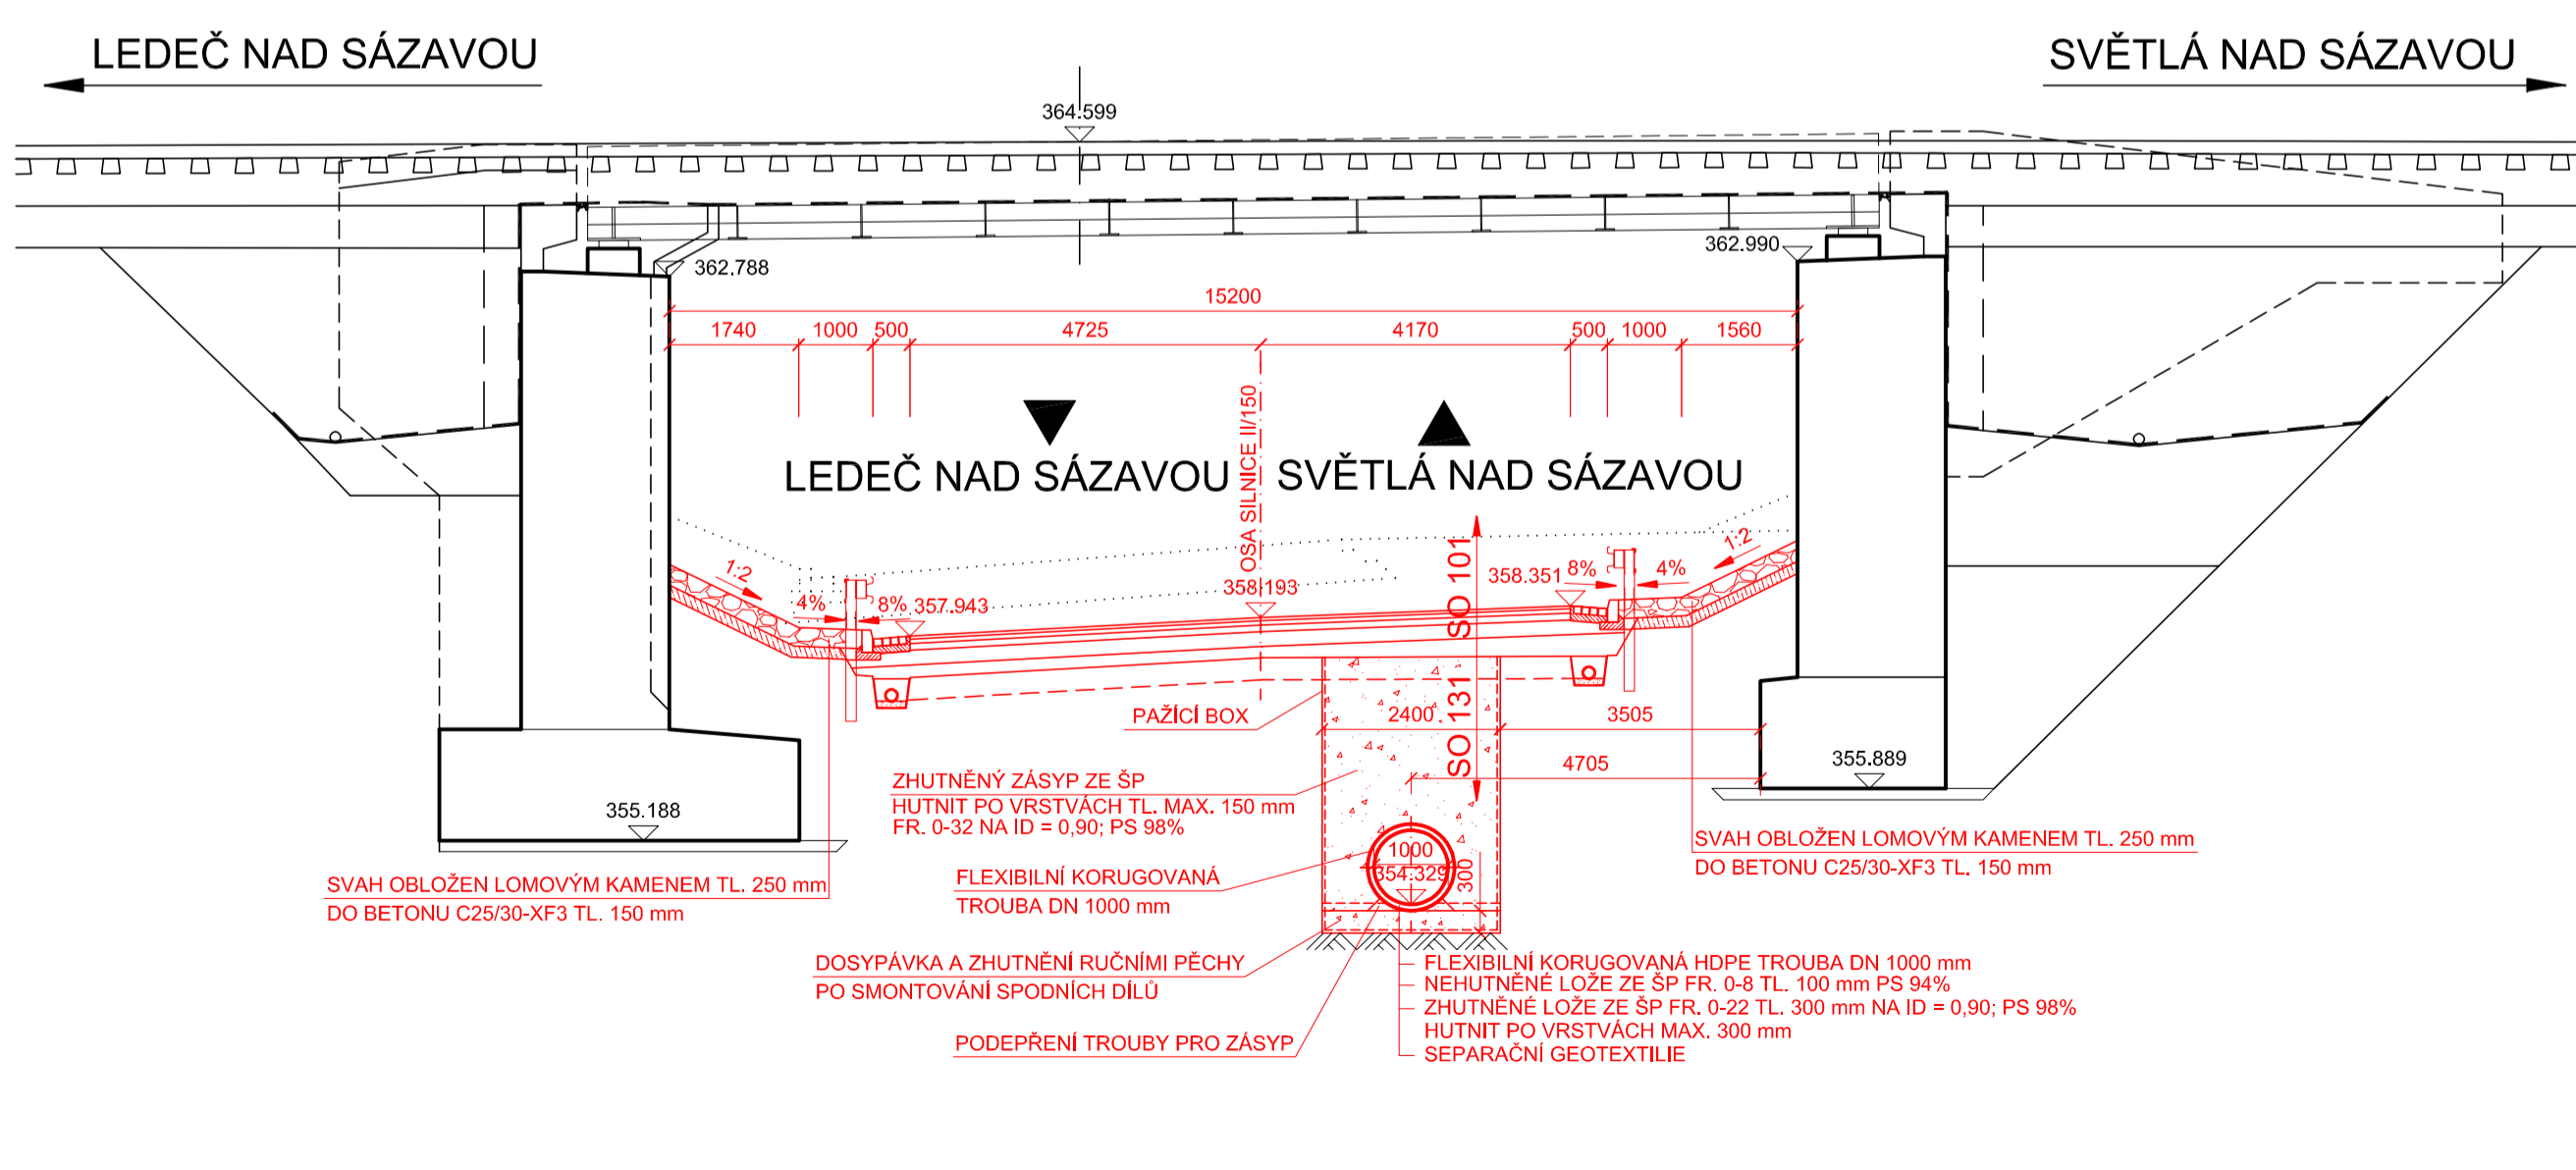 LEDEČ NAD SÁZAVOU
SVĚTLÁ NAD SÁZAVOU
364.599
362.788
362.990
15200
1740
1000
500
4725
4170
500
1000
1560
OSA SILNICE II/150
LEDEČ NAD SÁZAVOU
SVĚTLÁ NAD SÁZAVOU
1:2
4%
8%
357.943
358.193
358.351
8%
4%
1:2
SO 101
SO 131
PAŽÍCÍ BOX
2400
3505
4705
355.188
355.889
ZHUTNĚNÝ ZÁSYP ZE ŠP
HUTNIT PO VRSTVÁCH TL. MAX. 150 mm
FR. 0-32 NA ID = 0,90; PS 98%
1000
354.329
300
SVAH OBLOŽEN LOMOVÝM KAMENEM TL. 250 mm
DO BETONU C25/30-XF3 TL. 150 mm
FLEXIBILNÍ KORUGOVANÁ
TROUBA DN 1000 mm
SVAH OBLOŽEN LOMOVÝM KAMENEM TL. 250 mm
DO BETONU C25/30-XF3 TL. 150 mm
DOSYPÁVKA A ZHUTNĚNÍ RUČNÍMI PĚCHY
PO SMONTOVÁNÍ SPODNÍCH DÍLŮ
PODEPŘENÍ TROUBY PRO ZÁSYP
FLEXIBILNÍ KORUGOVANÁ HDPE TROUBA DN 1000 mm
NEHUTNĚNÉ LOŽE ZE ŠP FR. 0-8 TL. 100 mm PS 94%
ZHUTNĚNÉ LOŽE ZE ŠP FR. 0-22 TL. 300 mm NA ID = 0,90; PS 98%
HUTNIT PO VRSTVÁCH MAX. 300 mm
SEPARAČNÍ GEOTEXTILIE